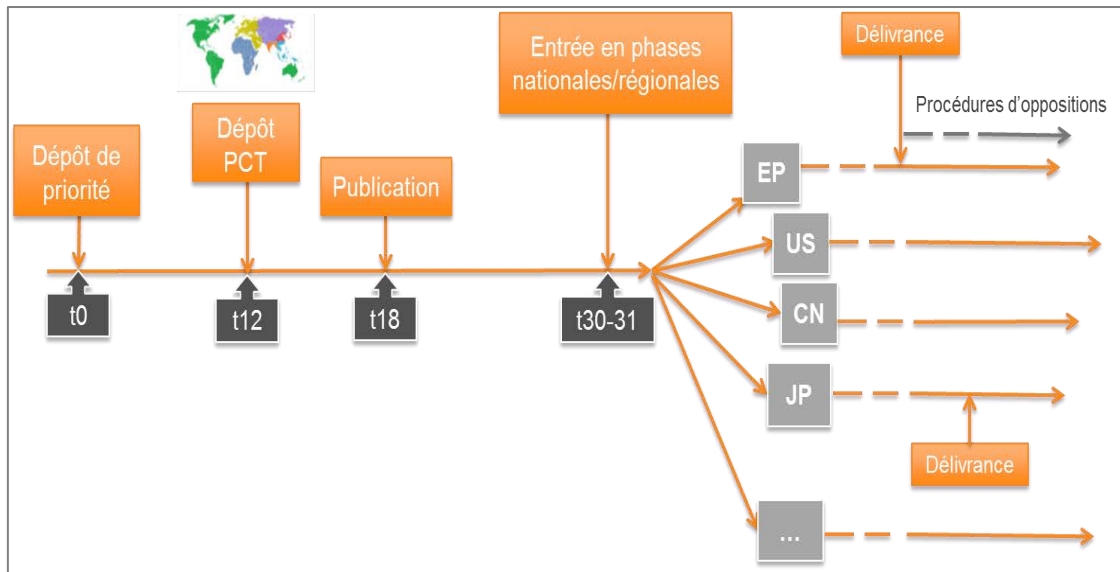 Délivrance
Entrée en phases
nationales/régionales
Procédures d'oppositions
Dépôt
PCT
Dépôt de
priorité
Publication
EP
US
t0
t12
t18
t30-31
CN
JP
Délivrance
...